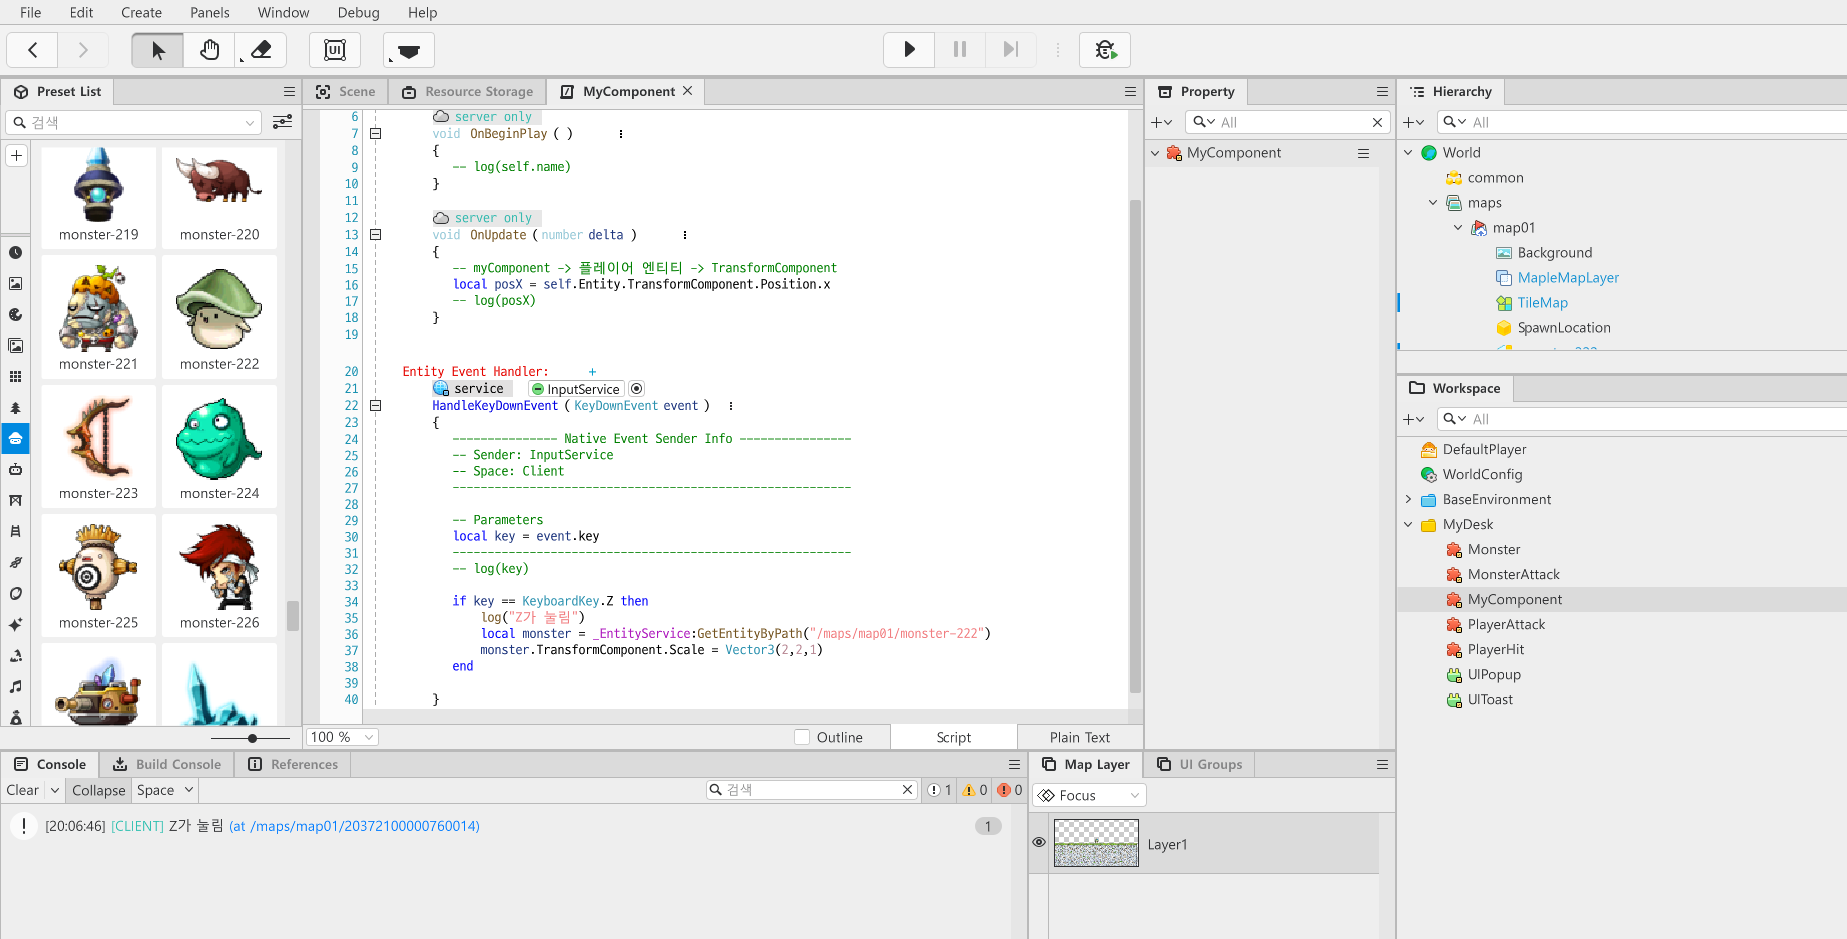 File Edit Create Panels Window Debug Help
UI
Preset List
검색
monster-219 monster-220
monster-221 monster-222
monster-223 monster-224
monster-225 monster-226
Scene Resource Storage MyComponent
6 server only
7 void OnBeginPlay ( )
8 {
9 -- log(self.name)
10 }
11
12 server only
13 void OnUpdate ( number delta )
14 {
15 -- myComponent -> 플레이어 엔티티 -> TransformComponent
16 local posX = self.Entity.TransformComponent.Position.x
17 -- log(posX)
18 }
19
20 Entity Event Handler: +
21 service InputService
22 HandleKeyDownEvent ( KeyDownEvent event )
23 {
24 --------------- Native Event Sender Info ----------------
25 -- Sender: InputService
26 -- Space: Client
27 ---------------------------------------------------------
28
29 -- Parameters
30 local key = event.key
31 ---------------------------------------------------------
32 -- log(key)
33
34 if key == KeyboardKey.Z then
35 log("Z가 눌림")
36 local monster = _EntityService:GetEntityByPath("/maps/map01/monster-222")
37 monster.TransformComponent.Scale = Vector3(2,2,1)
38 end
39
40 }
100 % Outline Script Plain Text
Property
All
MyComponent
Hierarchy
All
World
common
maps
map01
Background
MapleMapLayer
TileMap
SpawnLocation
Workspace
All
DefaultPlayer
WorldConfig
BaseEnvironment
MyDesk
Monster
MonsterAttack
MyComponent
PlayerAttack
PlayerHit
UIPopup
UIToast
Console Build Console References
Clear Collapse Space 검색 1 0 0
[20:06:46] [CLIENT] Z가 눌림 (at /maps/map01/20372100000760014) 1
Map Layer UI Groups
Focus
Layer1